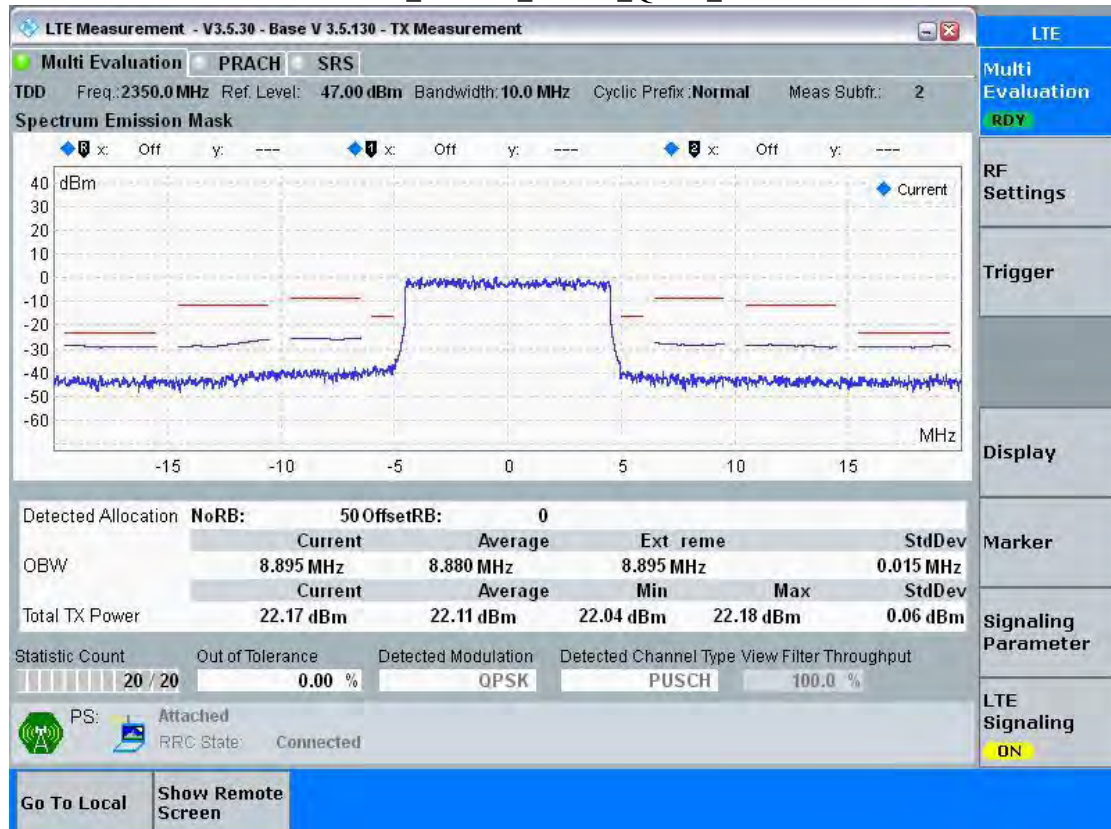 LTE Measurement - V3.5.30 - Base V 3.5.130 - TX Measurement
Multi Evaluation PRACH SRS
TDD Freq.:2350.0 MHz Ref. Level: 47.00 dBm Bandwidth:10.0 MHz Cyclic Prefix :Normal Meas Subfr.: 2
Spectrum Emission Mask
R x: Off y: --- 1 x: Off y: --- 2 x: Off y: ---
dBm
Current
40
30
20
10
0
-10
-20
-30
-40
-50
-60
MHz
-15 -10 -5 0 5 10 15
Detected Allocation NoRB: 50 OffsetRB: 0
Current Average Ext reme StdDev
OBW 8.895 MHz 8.880 MHz 8.895 MHz 0.015 MHz
Current Average Min Max StdDev
Total TX Power 22.17 dBm 22.11 dBm 22.04 dBm 22.18 dBm 0.06 dBm
Statistic Count Out of Tolerance Detected Modulation Detected Channel Type View Filter Throughput
20 / 20 0.00 % QPSK PUSCH 100.0 %
PS: Attached
RRC State: Connected
Go To Local
Show Remote
Screen
LTE
Multi
Evaluation
RDY
RF
Settings
Trigger
Display
Marker
Signaling
Parameter
LTE
Signaling
ON